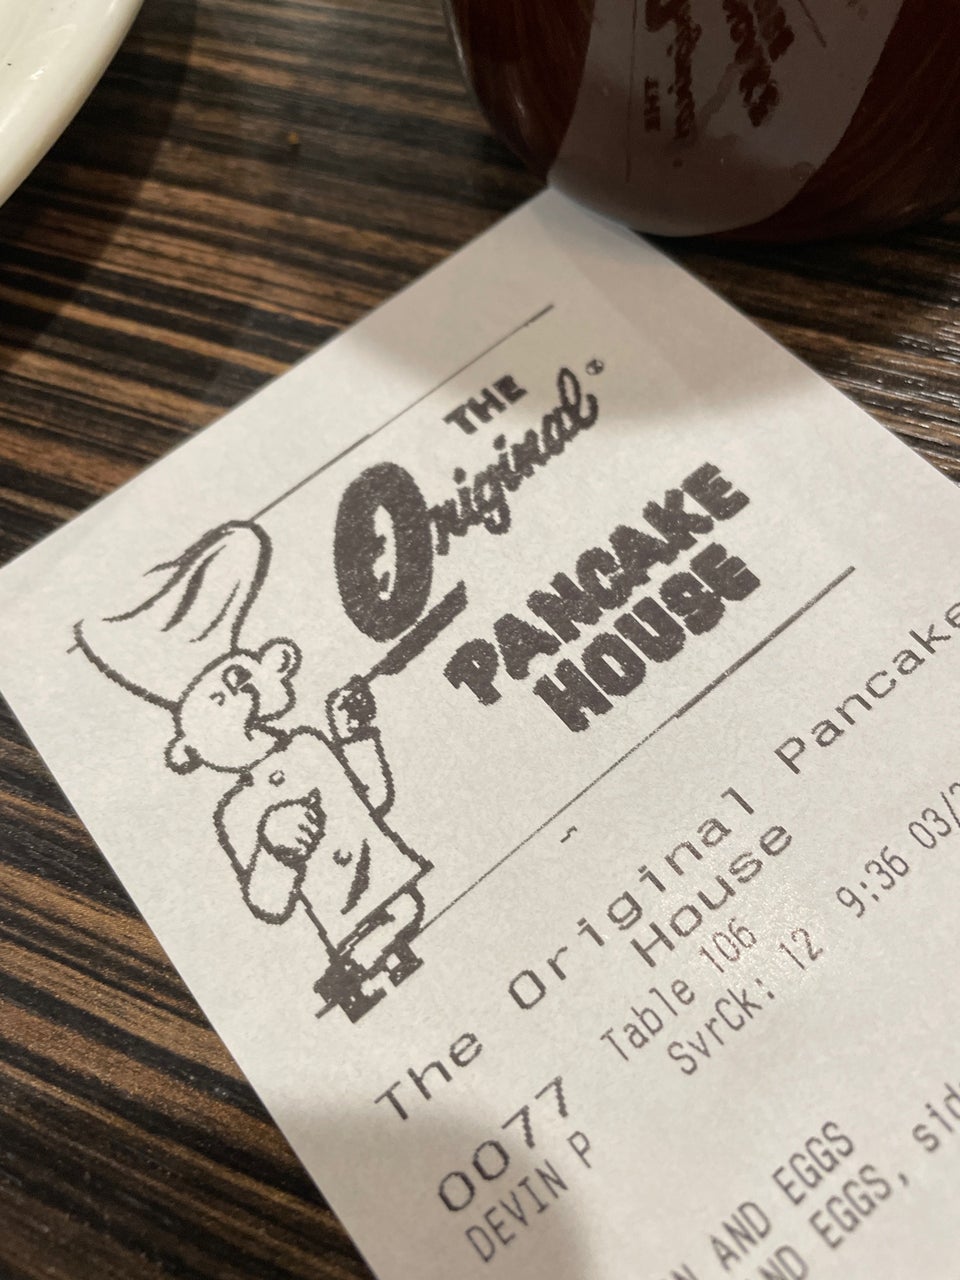 THE
Original®
PANCAKE
HOUSE
The Original Pancake
House
0077 Table 106
DEVIN P SvrCk: 12 9:36 03/
AND EGGS
EGGS, sid
THE